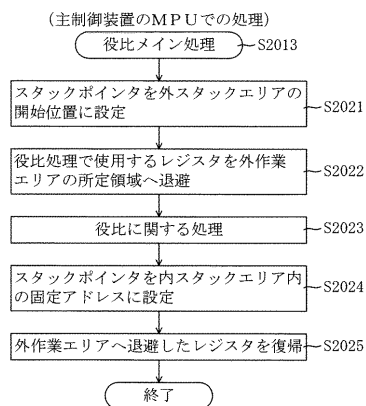 （主制御装置のMPUでの処理）
役比メイン処理
S2013
スタックポインタを外スタックエリアの
開始位置に設定
S2021
役比処理で使用するレジスタを外作業
エリアの所定領域へ退避
S2022
役比に関する処理
S2023
スタックポインタを内スタックエリア内
の固定アドレスに設定
S2024
外作業エリアへ退避したレジスタを復帰
S2025
終了